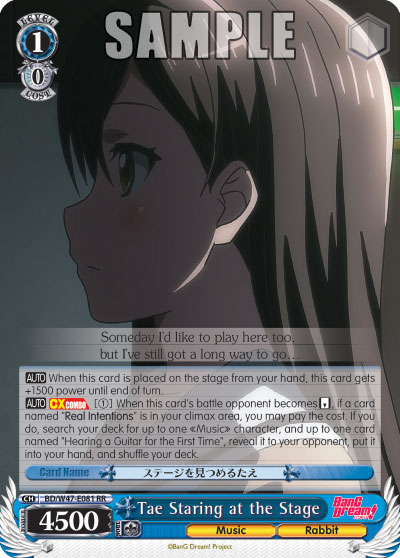 LEVEL
SAMPLE
1
0
COST
Someday I'd like to play here too,
but I've still got a long way to go…
AUTO When this card is placed on the stage from your hand, this card gets
+1500 power until end of turn.
AUTO CXCOMBO [①] When this card's battle opponent becomes, if a card
named "Real Intentions" is in your climax area, you may pay the cost. If you
do, search your deck for up to one «Music» character, and up to one card
named "Hearing a Guitar for the First Time", reveal it to your opponent, put it
into your hand, and shuffle your deck.
Card Name ステージを見つめるたえ
CH BD/W47-E081 RR
POWER 4500 Tae Staring at the Stage BanG Dream!
Music Rabbit
©BanG Dream! Project